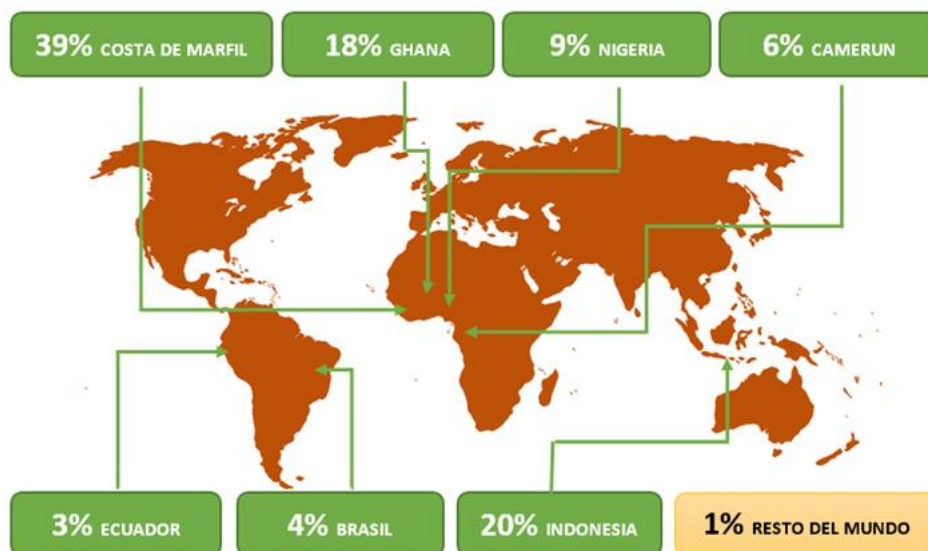 39% COSTA DE MARFIL
18% GHANA
9% NIGERIA
6% CAMERUN
3% ECUADOR
4% BRASIL
20% INDONESIA
1% RESTO DEL MUNDO